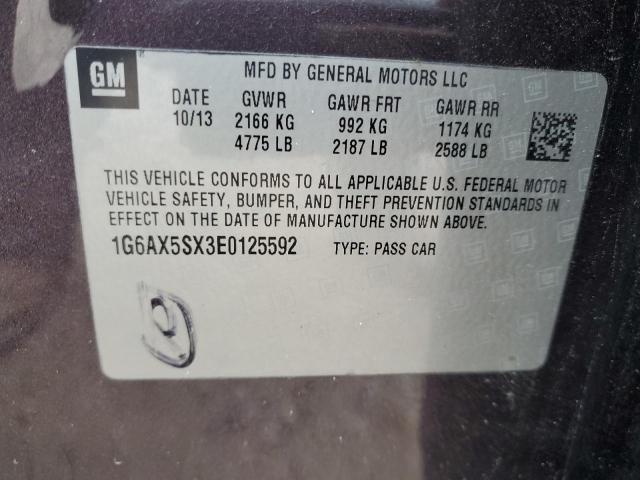 GM
MFD BY GENERAL MOTORS LLC
DATE GVWR GAWR FRT GAWR RR
10/13 2166 KG 992 KG 1174 KG
4775 LB 2187 LB 2588 LB
THIS VEHICLE CONFORMS TO ALL APPLICABLE U.S. FEDERAL MOTOR
VEHICLE SAFETY, BUMPER, AND THEFT PREVENTION STANDARDS IN
EFFECT ON THE DATE OF MANUFACTURE SHOWN ABOVE.
1G6AX5SX3E0125592 TYPE: PASS CAR